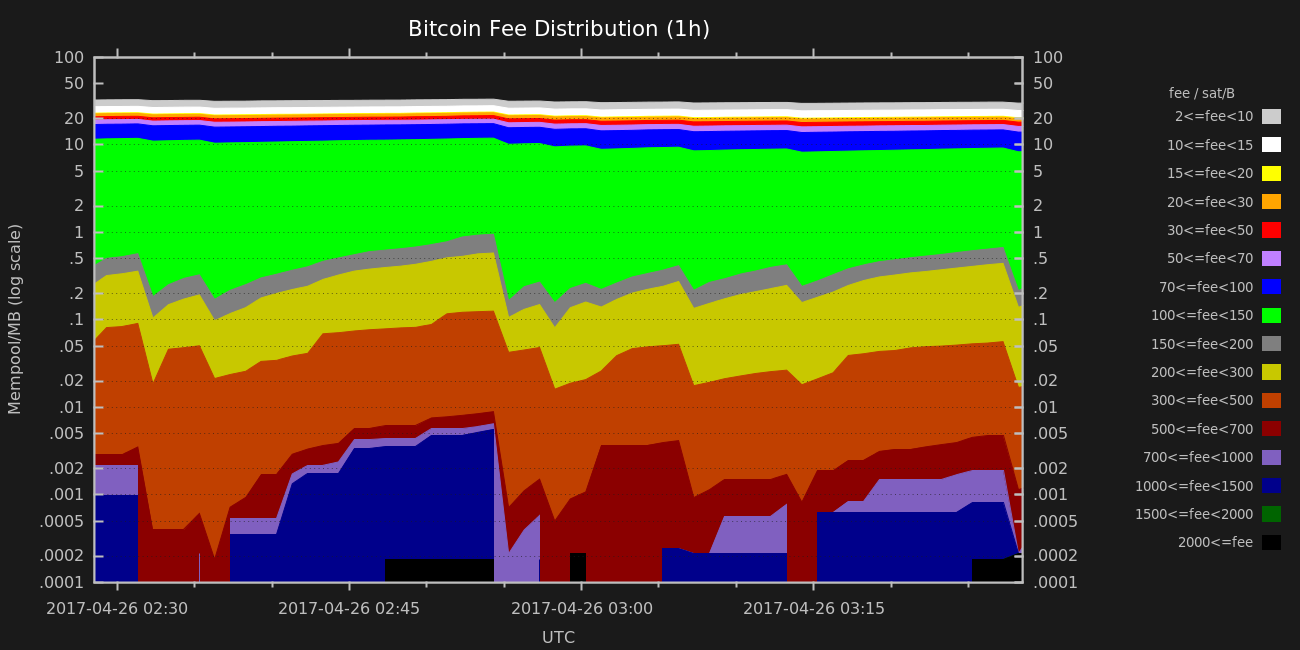 Bitcoin Fee Distribution (1h)
100
50
20
10
5
2
1
.5
.2
.1
.05
.02
.01
.005
.002
.001
.0005
.0002
.0001
Mempool/MB (log scale)
100
50
20
10
5
2
1
.5
.2
.1
.05
.02
.01
.005
.002
.001
.0005
.0002
.0001
2017-04-26 02:30
2017-04-26 02:45
2017-04-26 03:00
2017-04-26 03:15
UTC
fee / sat/B
2<=fee<10
10<=fee<15
15<=fee<20
20<=fee<30
30<=fee<50
50<=fee<70
70<=fee<100
100<=fee<150
150<=fee<200
200<=fee<300
300<=fee<500
500<=fee<700
700<=fee<1000
1000<=fee<1500
1500<=fee<2000
2000<=fee